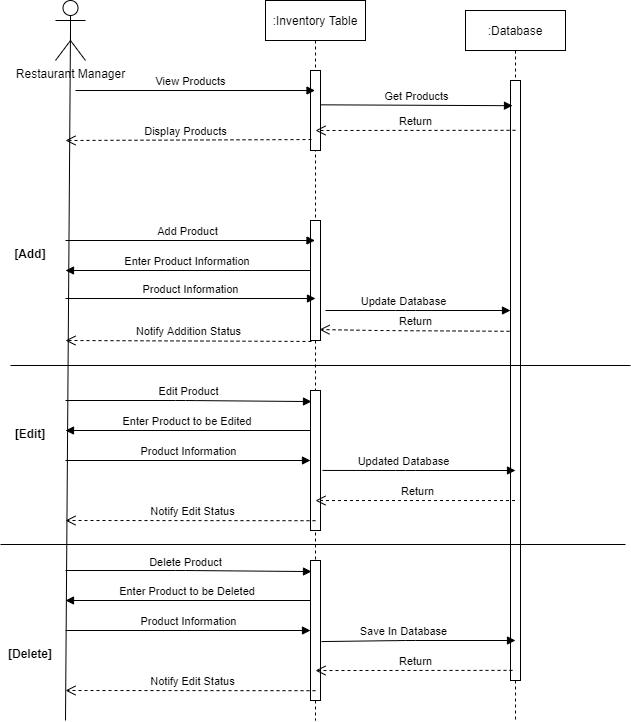 :Inventory Table
:Database
Restaurant Manager
View Products
Get Products
Return
Display Products
Add Product
[Add]
Enter Product Information
Product Information
Update Database
Return
Notify Addition Status
Edit Product
Enter Product to be Edited
[Edit]
Product Information
Updated Database
Return
Notify Edit Status
Delete Product
Enter Product to be Deleted
Product Information
Save In Database
[Delete]
Return
Notify Edit Status